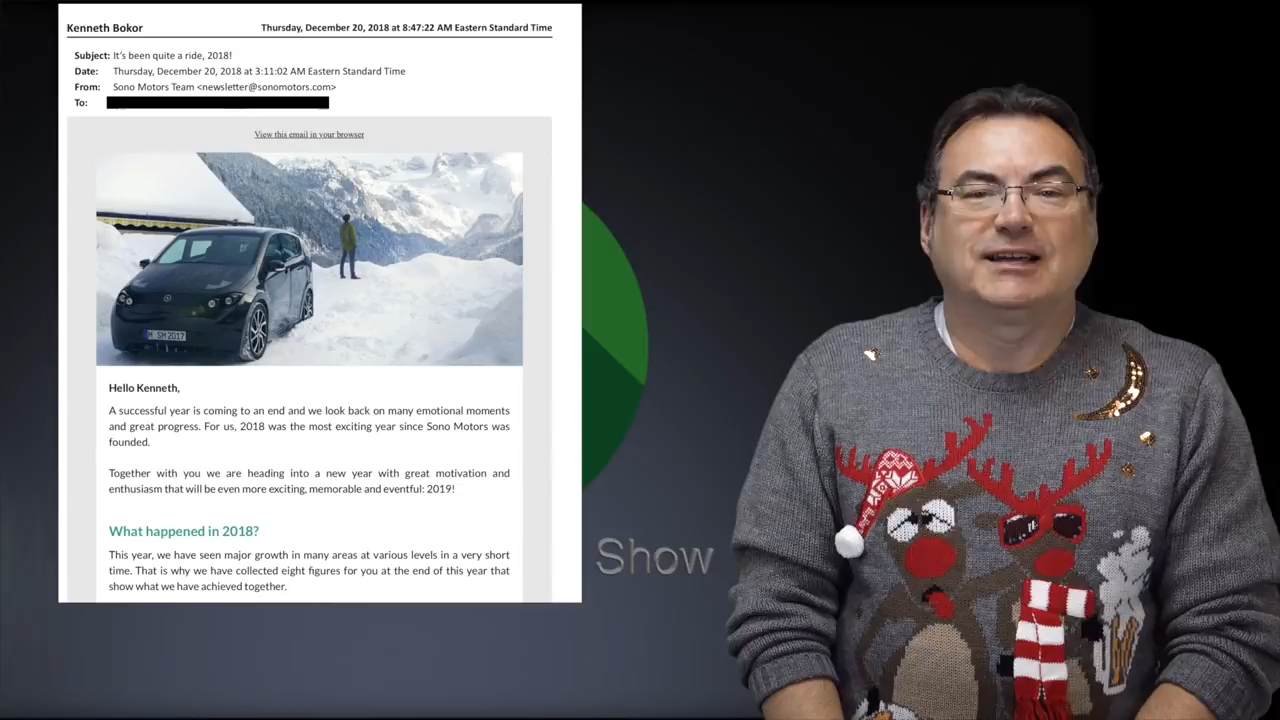 Kenneth Bokor Thursday, December 20, 2018 at 8:47:22 AM Eastern Standard Time
Subject: It's been quite a ride, 2018!
Date: Thursday, December 20, 2018 at 3:11:02 AM Eastern Standard Time
From: Sono Motors Team <newsletter@sonomotors.com>
To:
View this email in your browser
M SM 2017
Hello Kenneth,
A successful year is coming to an end and we look back on many emotional moments
and great progress. For us, 2018 was the most exciting year since Sono Motors was
founded.
Together with you we are heading into a new year with great motivation and
enthusiasm that will be even more exciting, memorable and eventful: 2019!
What happened in 2018?
This year, we have seen major growth in many areas at various levels in a very short
time. That is why we have collected eight figures for you at the end of this year that
show what we have achieved together.
Show